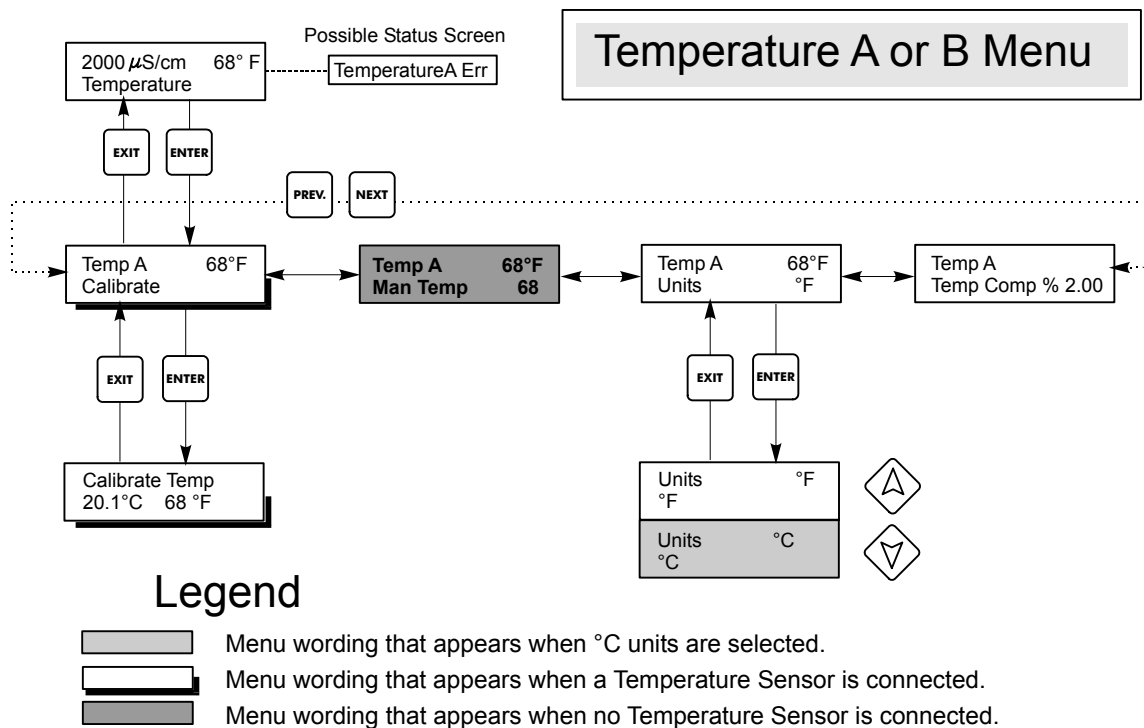 Possible Status Screen
Temperature A or B Menu
2000 µS/cm 68° F
Temperature
TemperatureA Err
EXIT
ENTER
PREV.
NEXT
Temp A 68°F
Calibrate
Temp A 68°F
Man Temp 68
Temp A 68°F
Units °F
Temp A
Temp Comp % 2.00
EXIT
ENTER
EXIT
ENTER
Calibrate Temp
20.1°C 68 °F
Units °F
°F
Units °C
°C
Legend
Menu wording that appears when °C units are selected.
Menu wording that appears when a Temperature Sensor is connected.
Menu wording that appears when no Temperature Sensor is connected.